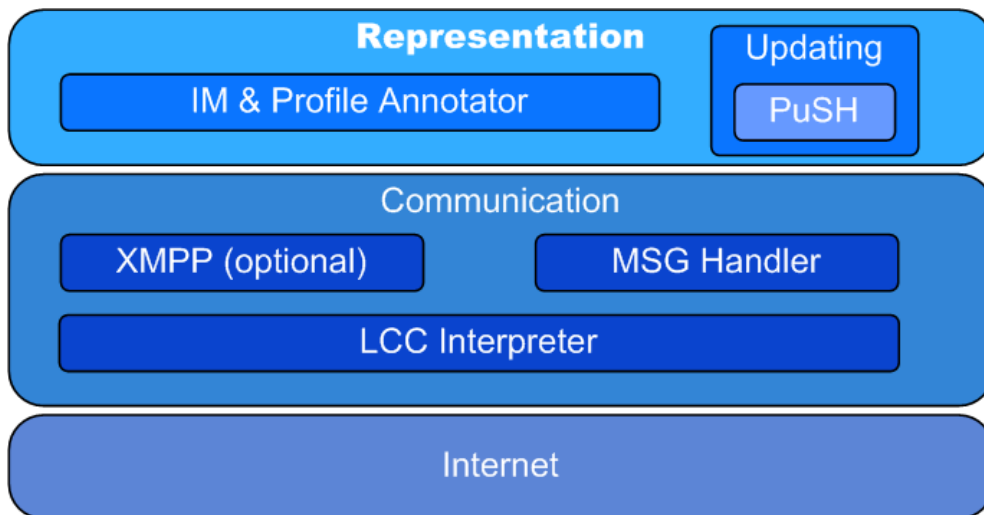 Representation
Updating
IM & Profile Annotator
PuSH
Communication
XMPP (optional)
MSG Handler
LCC Interpreter
Internet